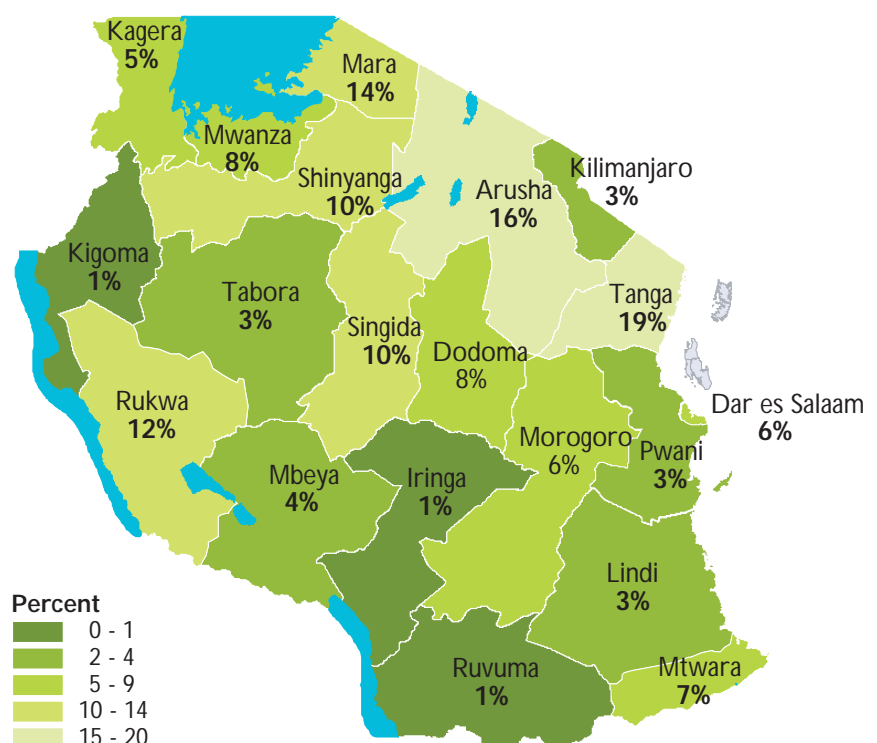 Kagera
5%
Mara
14%
Mwanza
8%
Shinyanga
10%
Arusha
16%
Kilimanjaro
3%
Kigoma
1%
Tabora
3%
Singida
10%
Dodoma
8%
Tanga
19%
Rukwa
12%
Mbeya
4%
Iringa
1%
Morogoro
6%
Pwani
3%
Dar es Salaam
6%
Lindi
3%
Ruvuma
1%
Mtwara
7%
Percent
0 - 1
2 - 4
5 - 9
10 - 14
15 - 20